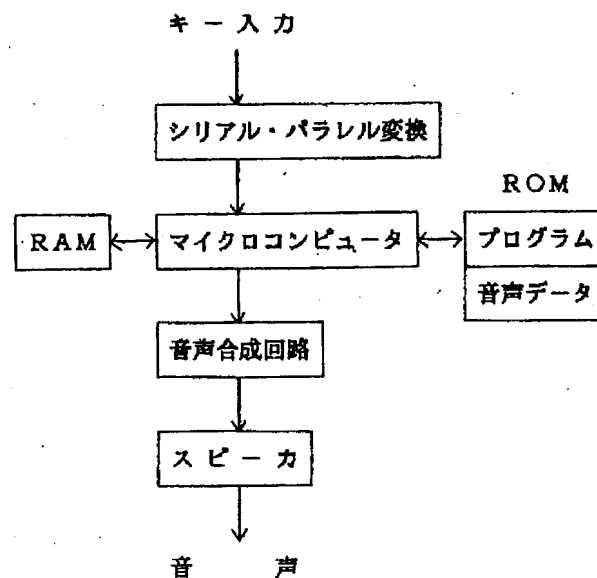 キー入力
シリアル・パラレル変換
ROM
RAM
マイクロコンピュータ
プログラム
音声データ
音声合成回路
スピーカ
音声